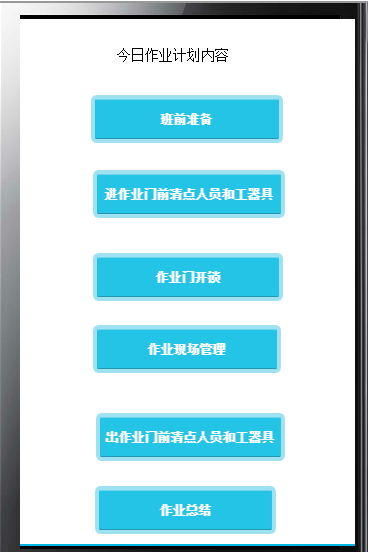 今日作业计划内容
班前准备
进作业门前清点人员和工器具
作业门开锁
作业现场管理
出作业门前清点人员和工器具
作业总结